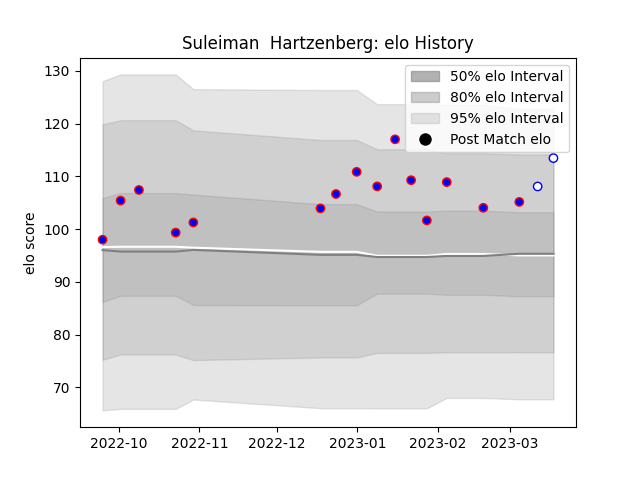 Suleiman  Hartzenberg: elo History
130
120
110
100
90
80
70
elo score
50% elo Interval
80% elo Interval
95% elo Interval
Post Match elo
2022-10
2022-11
2022-12
2023-01
2023-02
2023-03